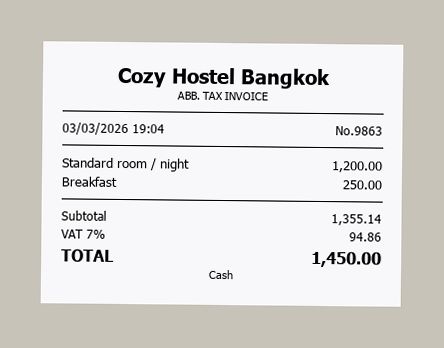 Cozy Hostel Bangkok
ABB. TAX INVOICE
03/03/2026 19:04 No.9863
Standard room / night 1,200.00
Breakfast 250.00
Subtotal 1,355.14
VAT 7% 94.86
TOTAL 1,450.00
Cash